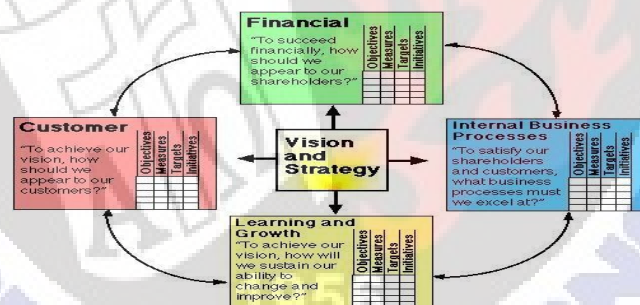 Financial
"To succeed
financially, how
should we
appear to our
shareholders?"
Objectives
Measures
Targets
Initiatives
Customer
"To achieve our
vision, how
should we
appear to our
customers?"
Objectives
Measures
Targets
Initiatives
Vision
and
Strategy
Internal Business
Processes
"To satisfy our
shareholders
and customers,
what business
processes must
we excel at?"
Objectives
Measures
Targets
Initiatives
Learning and
Growth
"To achieve our
vision, how will
we sustain our
ability to
change and
improve?"
Objectives
Measures
Targets
Initiatives